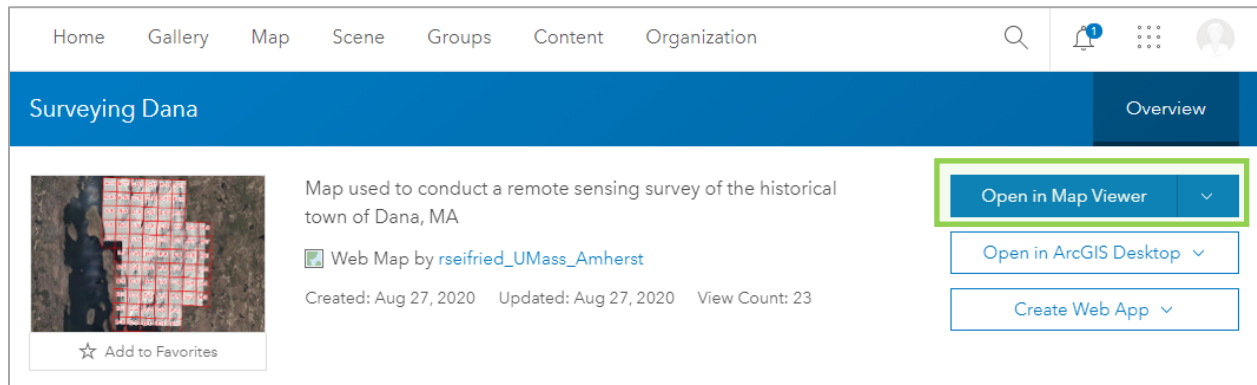 Home Gallery Map Scene Groups Content Organization 1
Surveying Dana Overview
Map used to conduct a remote sensing survey of the historical
town of Dana, MA
Open in Map Viewer
Web Map by rseifried_UMass_Amherst
Open in ArcGIS Desktop
Created: Aug 27, 2020 Updated: Aug 27, 2020 View Count: 23
Create Web App
Add to Favorites